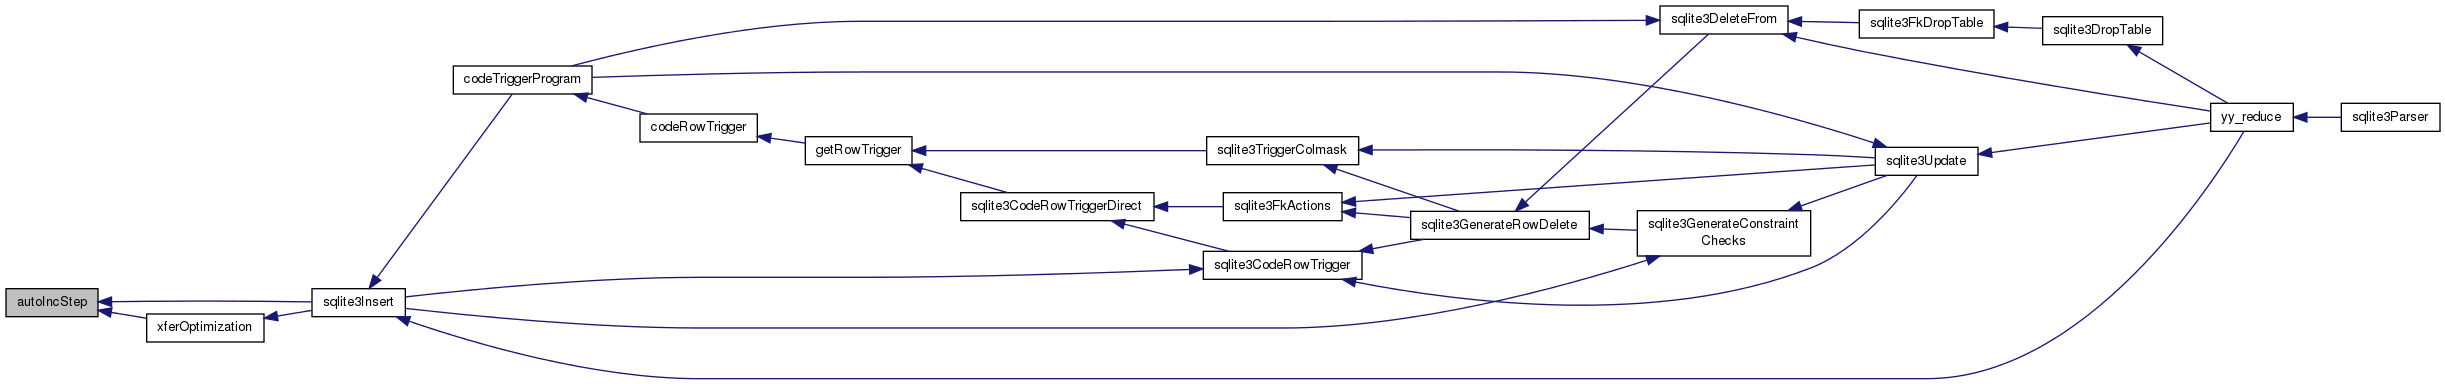 sqlite3DeleteFrom
sqlite3FkDropTable
sqlite3DropTable
codeTriggerProgram
codeRowTrigger
yy_reduce
sqlite3Parser
getRowTrigger
sqlite3TriggerColmask
sqlite3Update
sqlite3CodeRowTriggerDirect
sqlite3FkActions
sqlite3GenerateRowDelete
sqlite3GenerateConstraint
Checks
sqlite3CodeRowTrigger
autoIncStep
sqlite3Insert
xferOptimization